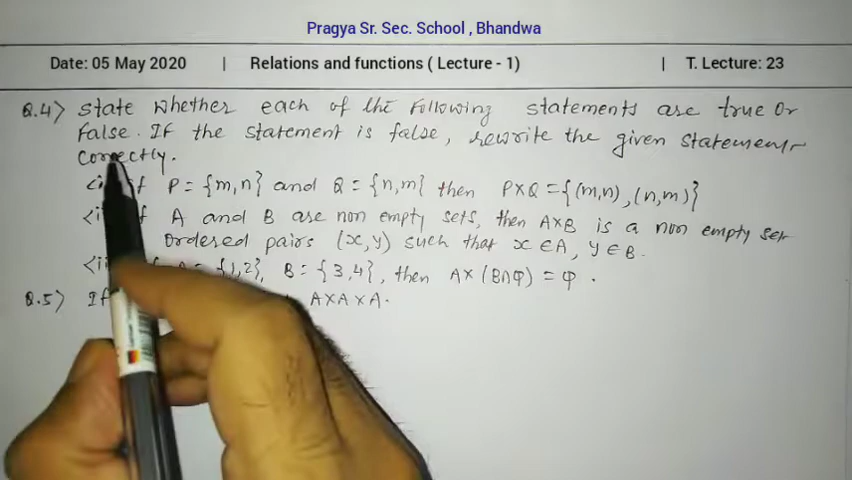 Pragya Sr. Sec. School , Bhandwa
Date: 05 May 2020 | Relations and functions ( Lecture - 1) | T. Lecture: 23
Q.4> State whether each of the following statements are true or
false. If the statement is false, rewrite the given statement
correctly.
P = {m,n} and Q = {n,m} then P×Q = {(m,n),(n,m)}
A and B are non empty sets, then A×B is a non empty set
ordered pairs (x,y) such that x ∈ A, y ∈ B.
{1,2}, B = {3,4}, then A×(B∩φ) = φ.
Q.5> If A×A×A.